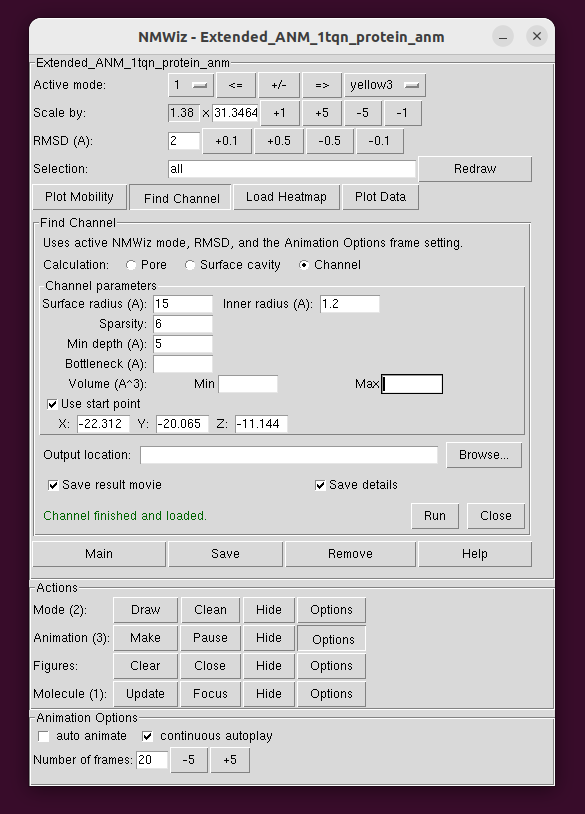 NMWiz - Extended_ANM_1tqn_protein_anm
Extended_ANM_1tqn_protein_anm
Active mode: 1 <= +/- => yellow3
Scale by: 1.38 x 31.3464 +1 +5 -5 -1
RMSD (A): 2 +0.1 +0.5 -0.5 -0.1
Selection: all Redraw
Plot Mobility Find Channel Load Heatmap Plot Data
Find Channel
Uses active NMWiz mode, RMSD, and the Animation Options frame setting.
Calculation: Pore Surface cavity Channel
Channel parameters
Surface radius (A): 15 Inner radius (A): 1.2
Sparsity: 6
Min depth (A): 5
Bottleneck (A):
Volume (A^3): Min Max
Use start point
X: -22.312 Y: -20.065 Z: -11.144
Output location: Browse...
Save result movie Save details
Channel finished and loaded. Run Close
Main Save Remove Help
Actions
Mode (2): Draw Clean Hide Options
Animation (3): Make Pause Hide Options
Figures: Clear Close Hide Options
Molecule (1): Update Focus Hide Options
Animation Options
auto animate continuous autoplay
Number of frames: 20 -5 +5